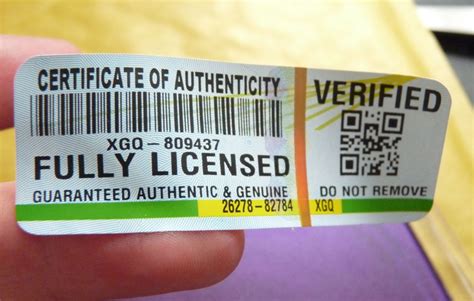 CERTIFICATE OF AUTHENTICITY
XGQ-809437
FULLY LICENSED
GUARANTEED AUTHENTIC & GENUINE
26278-82784
VERIFIED
DO NOT REMOVE
XGQ